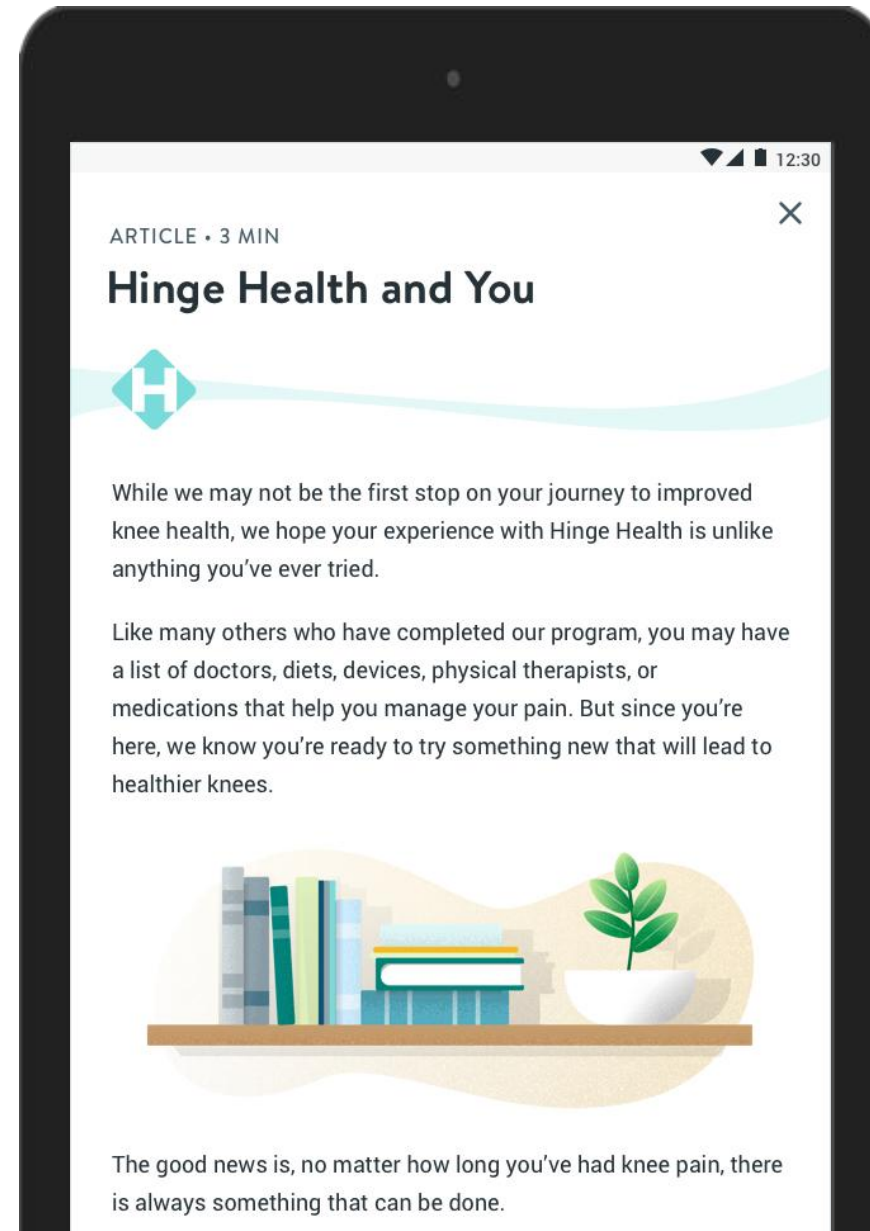 12:30
ARTICLE • 3 MIN
Hinge Health and You
H
While we may not be the first stop on your journey to improved
knee health, we hope your experience with Hinge Health is unlike
anything you've ever tried.
Like many others who have completed our program, you may have
a list of doctors, diets, devices, physical therapists, or
medications that help you manage your pain. But since you're
here, we know you're ready to try something new that will lead to
healthier knees.
The good news is, no matter how long you've had knee pain, there
is always something that can be done.